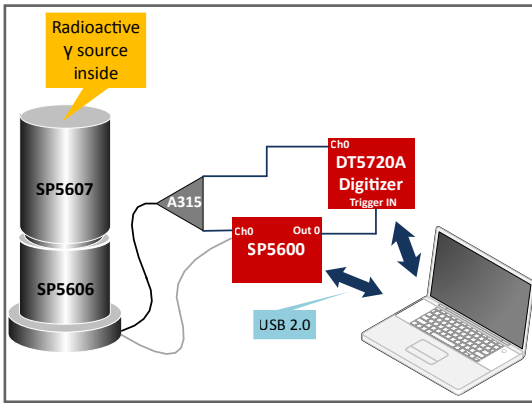 Radioactive
γ source
inside
SP5607
SP5606
A315
Ch0
DT5720A
Digitizer
Trigger IN
Ch0
Out 0
SP5600
USB 2.0